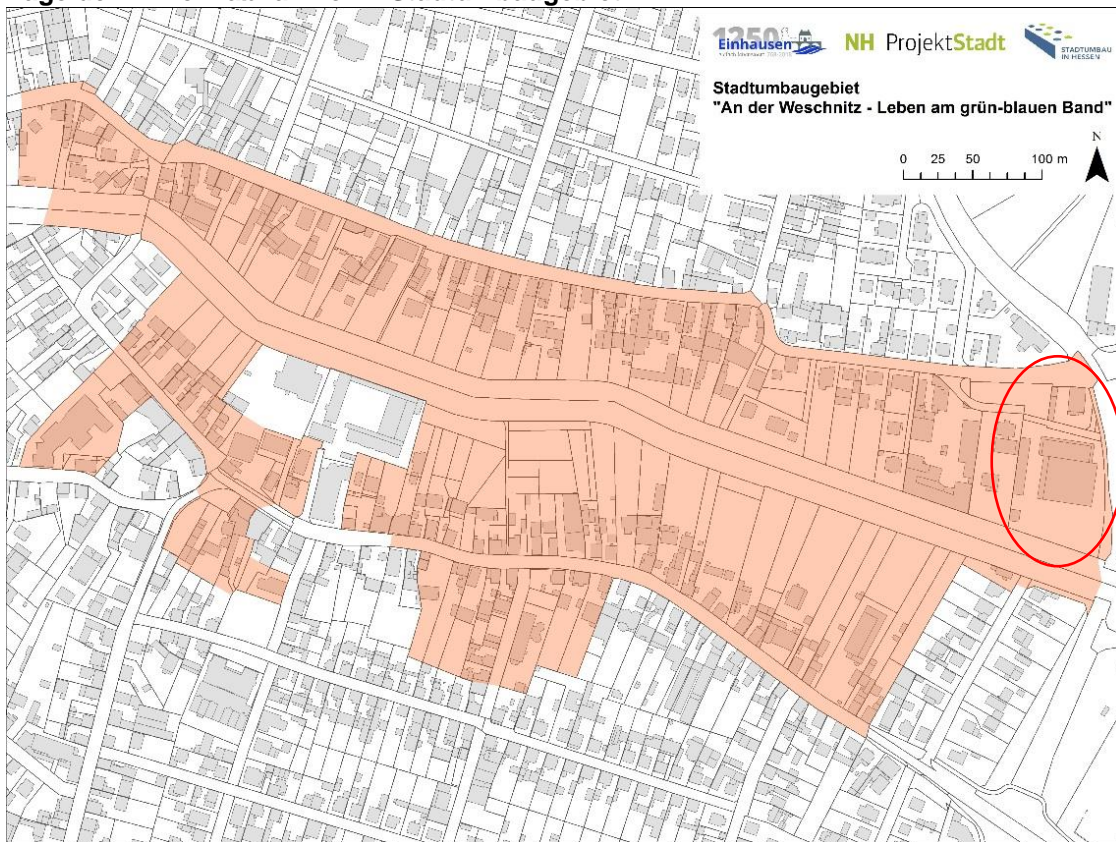 Stadtumbaugebiet
1250
Einhausen
NH ProjektStadt
STADTUMBAU
IN HESSEN
Stadtumbaugebiet
"An der Weschnitz - Leben am grün-blauen Band"
N
0 25 50 100 m